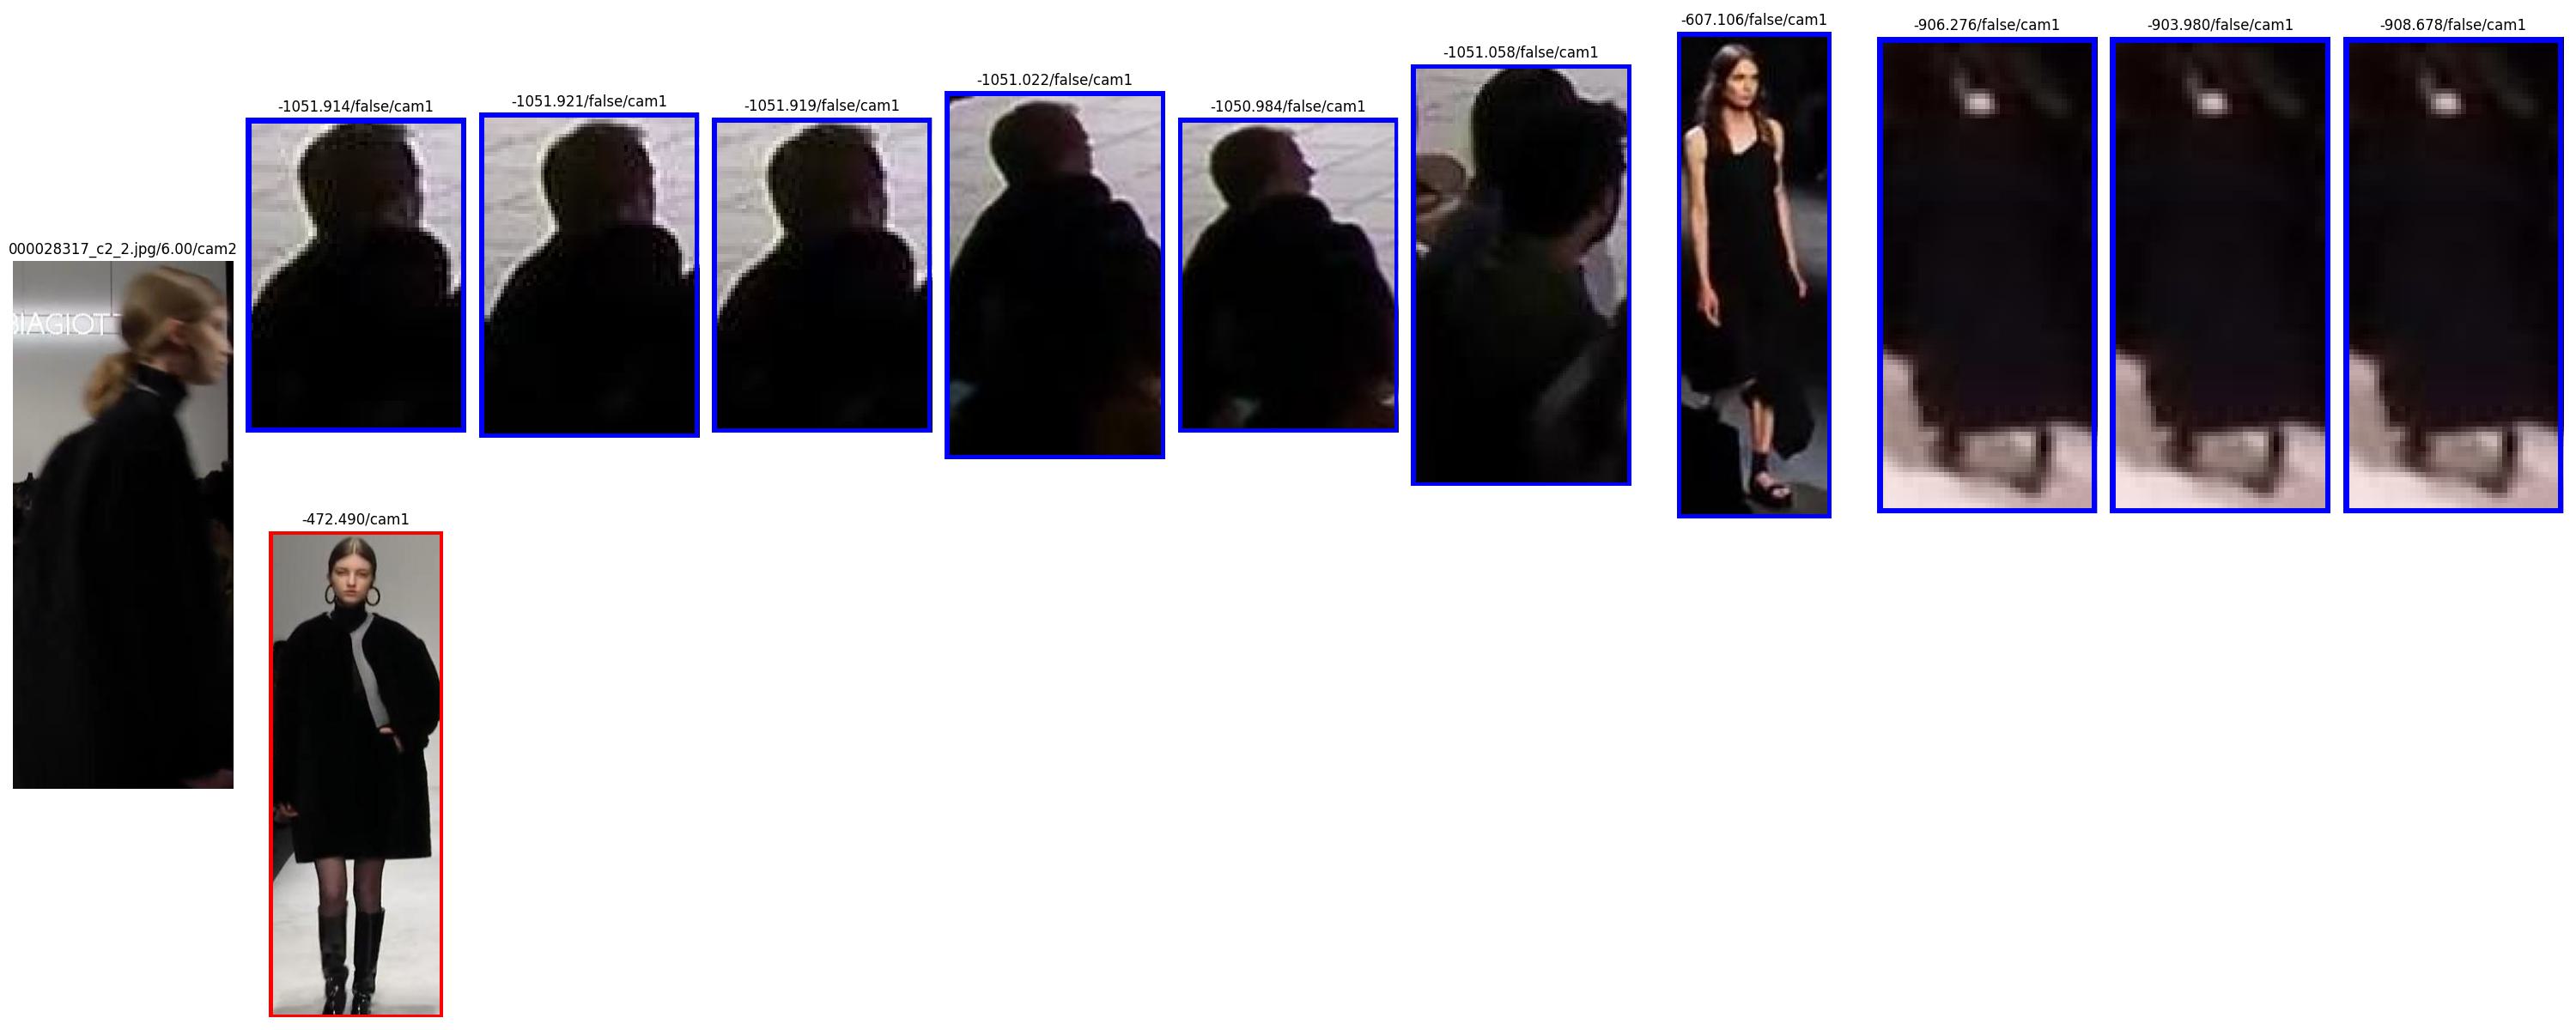 -607.106/false/cam1
-906.276/false/cam1
-903.980/false/cam1
-908.678/false/cam1
-1051.058/false/cam1
-1051.022/false/cam1
-1051.914/false/cam1
-1051.921/false/cam1
-1051.919/false/cam1
-1050.984/false/cam1
000028317_c2_2.jpg/6.00/cam2
BIAGIOT
-472.490/cam1